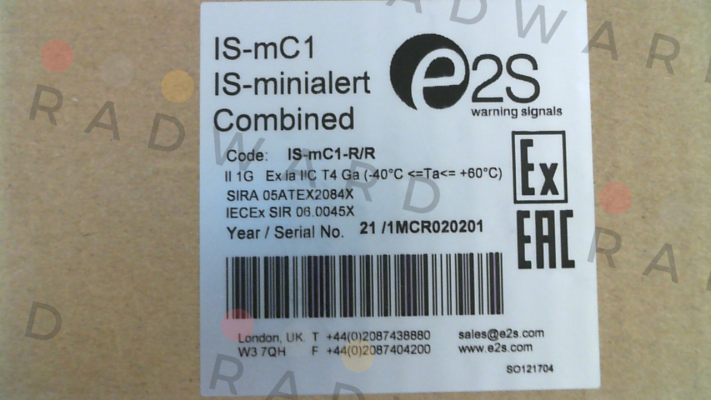 IS-mC1
IS-minialert
Combined
e2S
warning signals
Code: IS-mC1-R/R
II 1G Ex ia IIC T4 Ga (-40°C <=Ta<= +60°C)
SIRA 05ATEX2084X
IECEx SIR 06.0045X
Year / Serial No. 21 /1MCR020201
Ex
EAC
London, UK. T +44(0)2087438880 sales@e2s.com
W3 7QH F +44(0)2087404200 www.e2s.com
SO121704
RADWARD
RADWARD
RADWARD